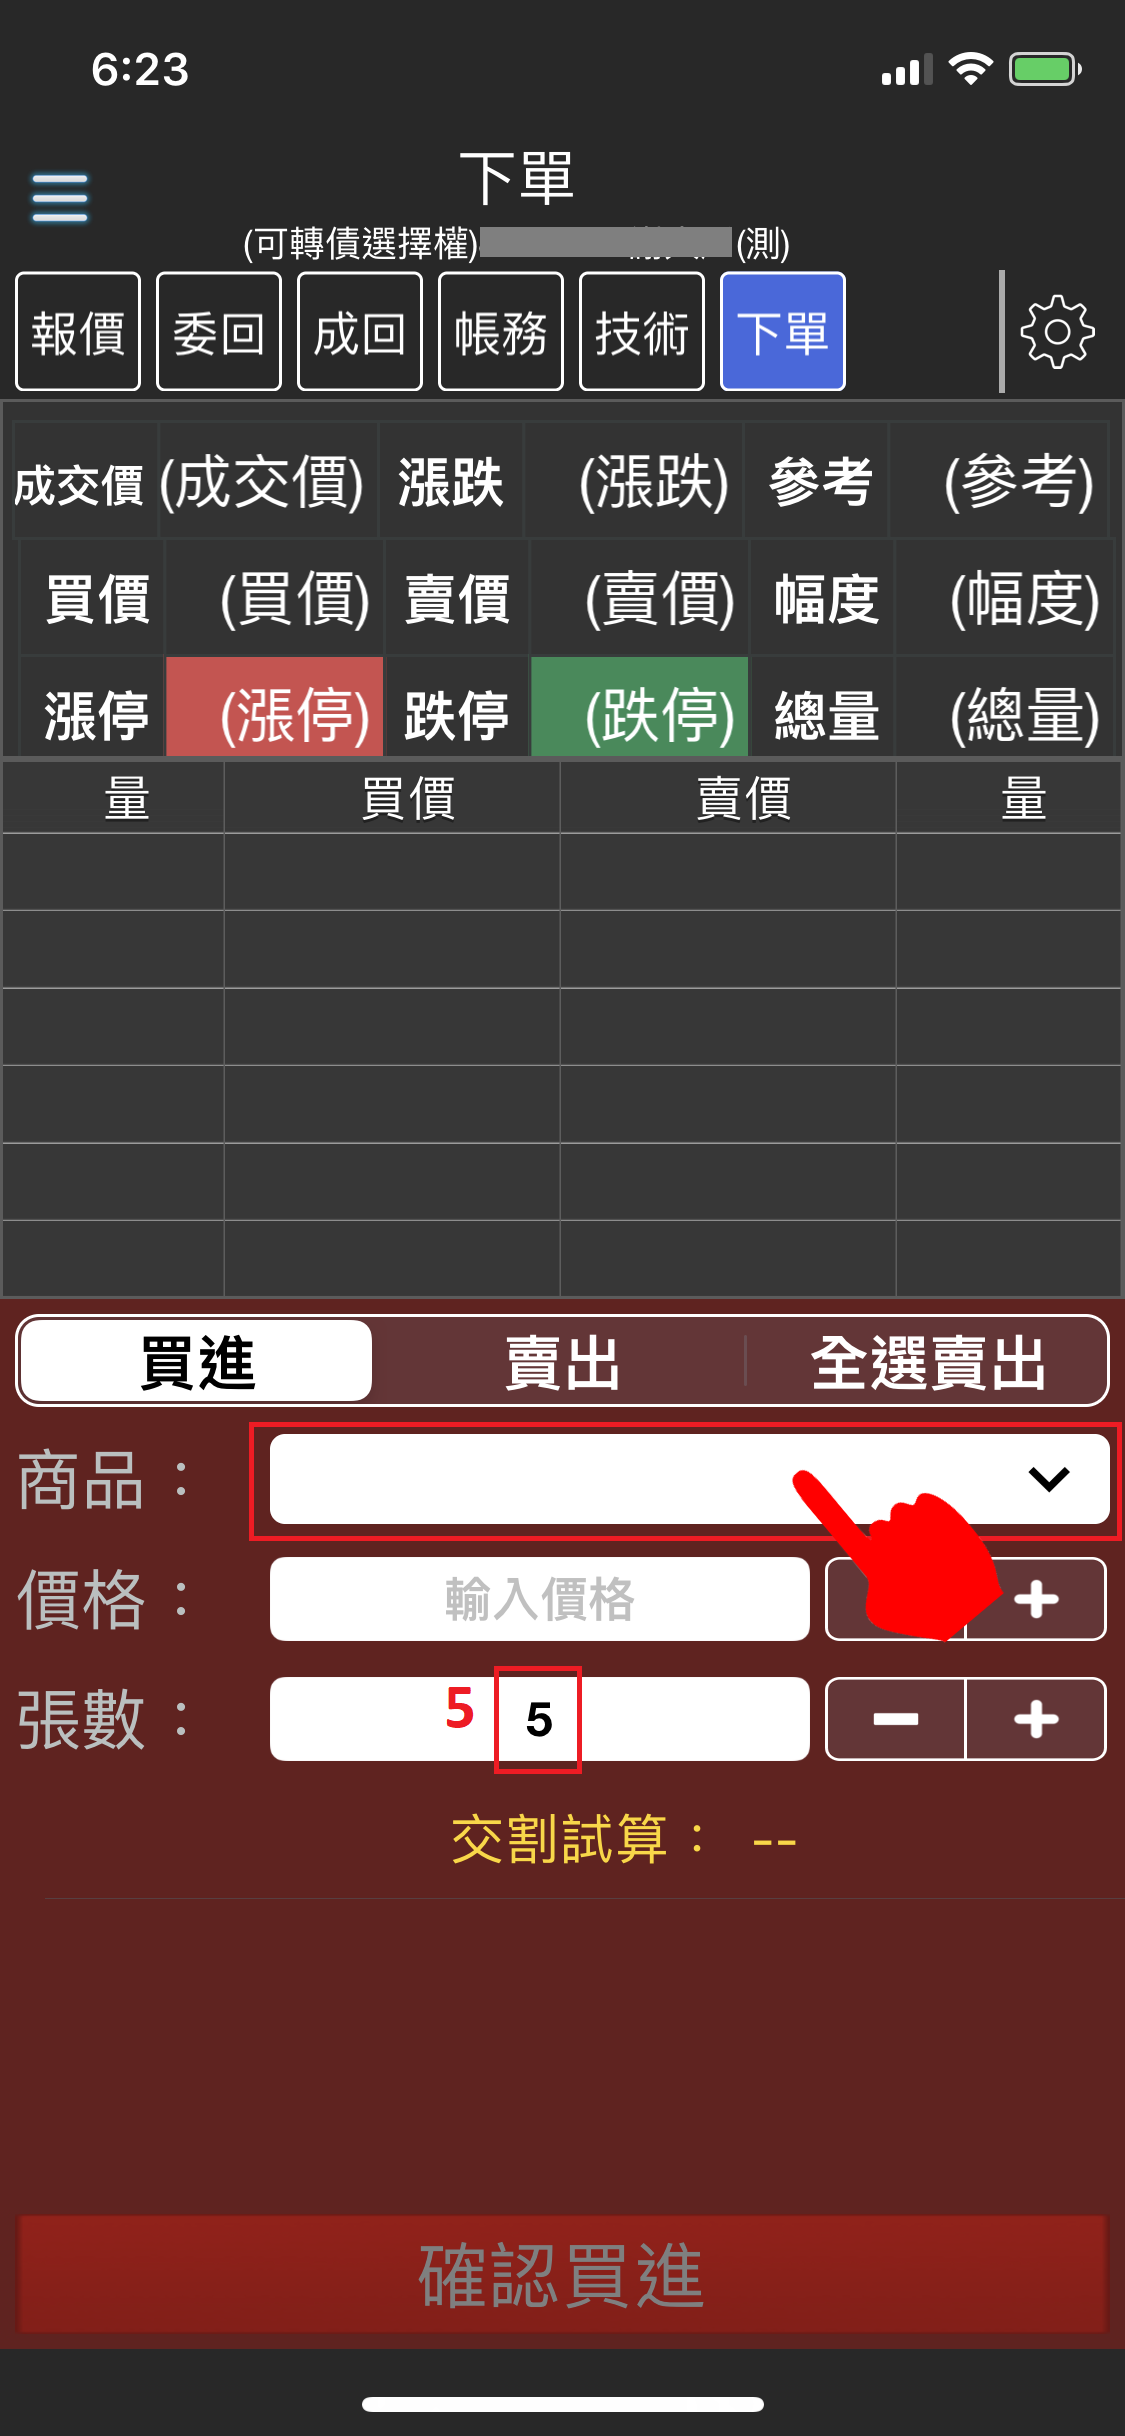 6:23
下單
(可轉債選擇權) (測)
報價 委回 成回 帳務 技術 下單
成交價 (成交價) 漲跌 (漲跌) 參考 (參考)
買價 (買價) 賣價 (賣價) 幅度 (幅度)
漲停 (漲停) 跌停 (跌停) 總量 (總量)
量 買價 賣價 量
買進 賣出 全選賣出
商品：
價格： 輸入價格
張數： 5 5
交割試算： --
確認買進